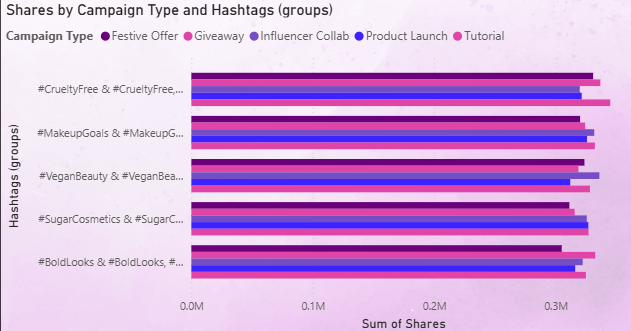 Shares by Campaign Type and Hashtags (groups)
Campaign Type Festive Offer Giveaway Influencer Collab Product Launch Tutorial
#CrueltyFree & #CrueltyFree,...
#MakeupGoals & #MakeupG...
#VeganBeauty & #VeganBea...
#SugarCosmetics & #SugarC...
#BoldLooks & #BoldLooks, #...
Hashtags (groups)
0.0M 0.1M 0.2M 0.3M
Sum of Shares